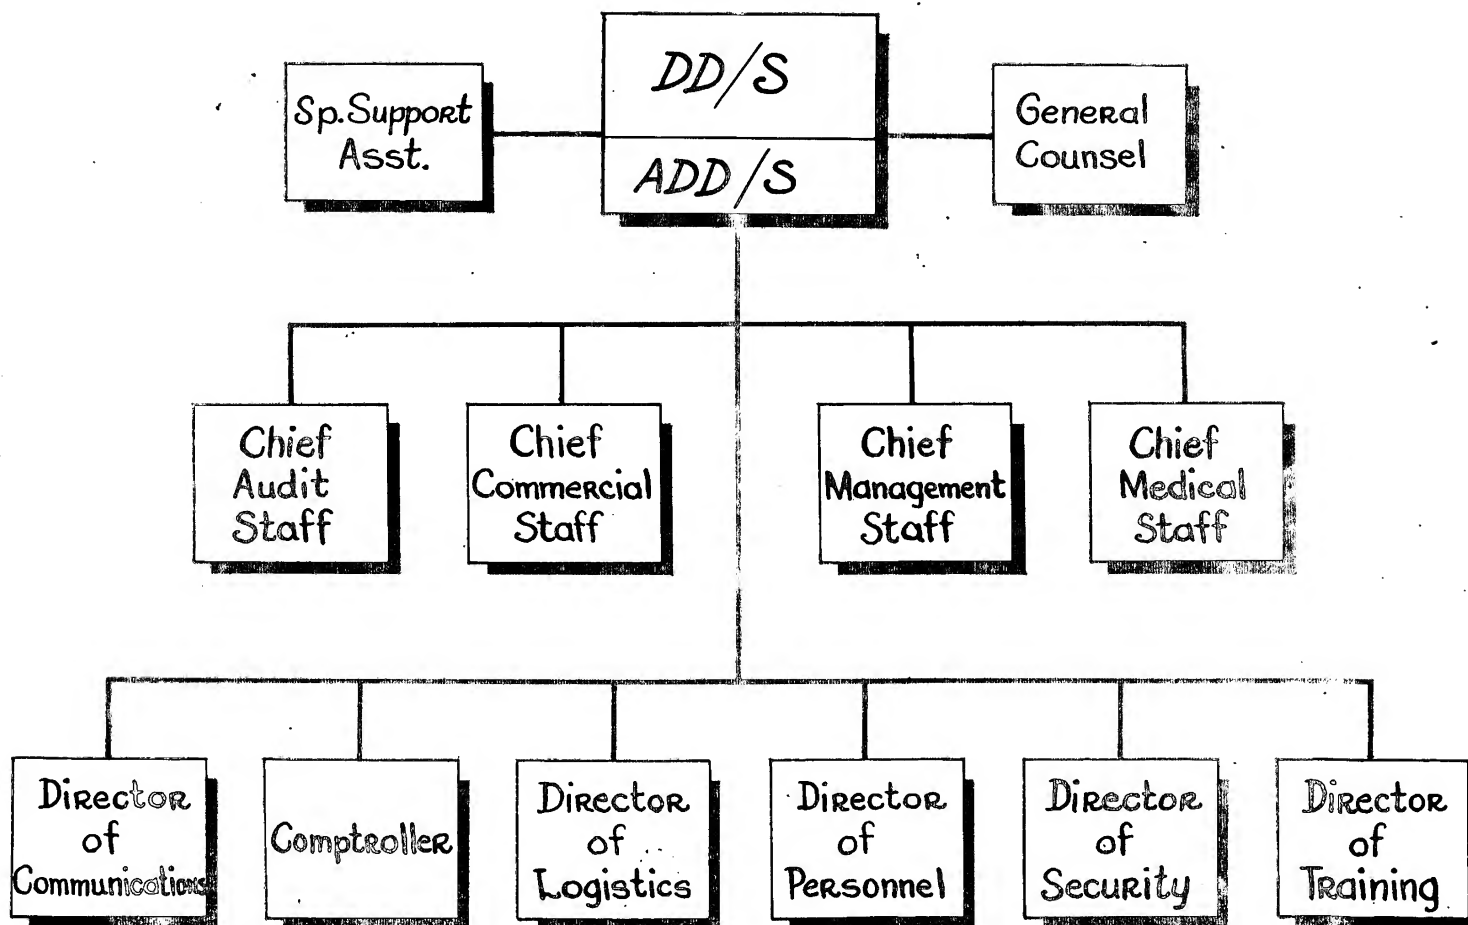 DD/S
Sp. Support
Asst.
General
Counsel
ADD/S
Chief
Audit
Staff
Chief
Commercial
Staff
Chief
Management
Staff
Chief
Medical
Staff
Director
of
Communications
Comptroller
Director
of
Logistics
Director
of
Personnel
Director
of
Security
Director
of
Training